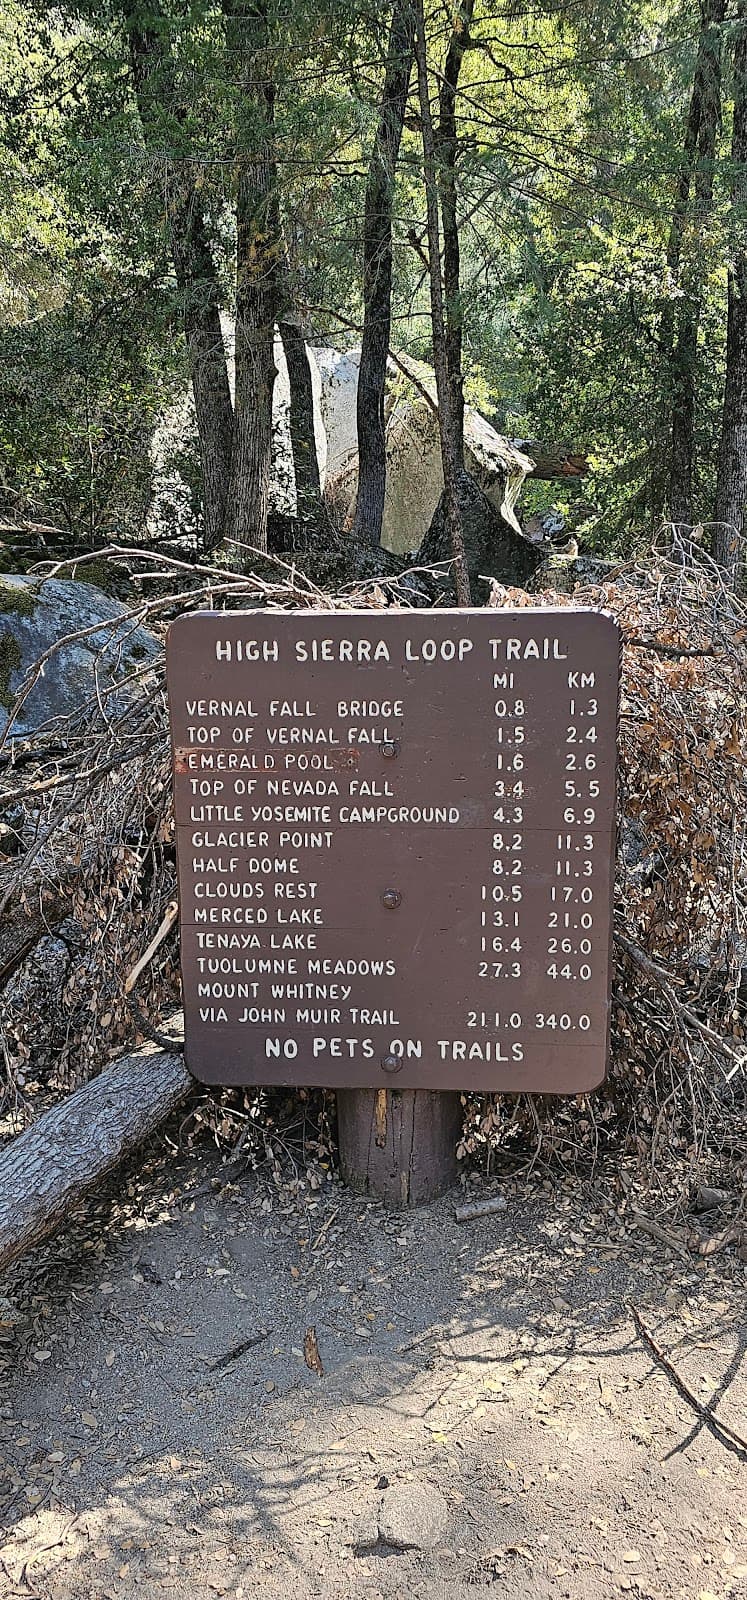 HIGH SIERRA LOOP TRAIL
MI KM
VERNAL FALL BRIDGE 0.8 1.3
TOP OF VERNAL FALL 1.5 2.4
EMERALD POOL 1.6 2.6
TOP OF NEVADA FALL 3.4 5.5
LITTLE YOSEMITE CAMPGROUND 4.3 6.9
GLACIER POINT 8.2 11.3
HALF DOME 8.2 11.3
CLOUDS REST 10.5 17.0
MERCED LAKE 13.1 21.0
TENAYA LAKE 16.4 26.0
TUOLUMNE MEADOWS 27.3 44.0
MOUNT WHITNEY
VIA JOHN MUIR TRAIL 211.0 340.0
NO PETS ON TRAILS